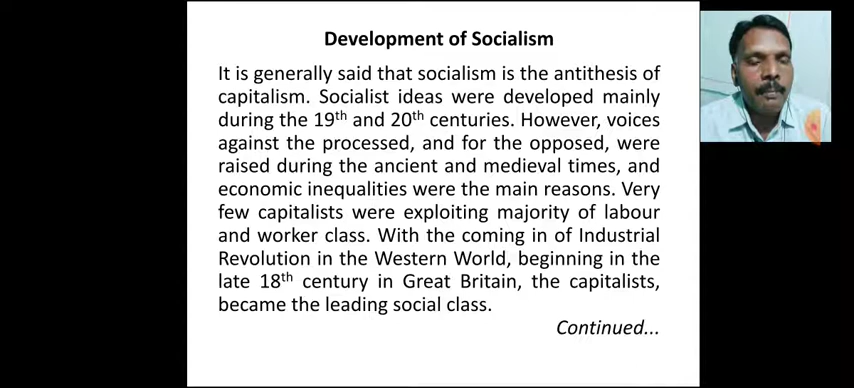 Development of Socialism
It is generally said that socialism is the antithesis of
capitalism. Socialist ideas were developed mainly
during the 19th and 20th centuries. However, voices
against the processed, and for the opposed, were
raised during the ancient and medieval times, and
economic inequalities were the main reasons. Very
few capitalists were exploiting majority of labour
and worker class. With the coming in of Industrial
Revolution in the Western World, beginning in the
late 18th century in Great Britain, the capitalists,
became the leading social class.
Continued...